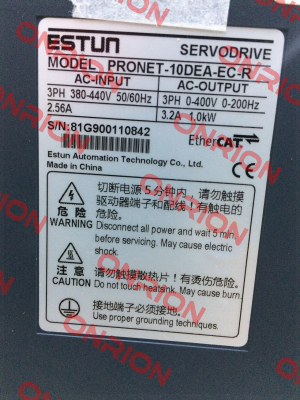 ESTUN SERVODRIVE
MODEL PRONET-10DEA-EC-R
AC-INPUT AC-OUTPUT
3PH 380-440V 50/60Hz 3PH 0-400V 0-200Hz
2.56A 3.2A 1.0kW
S/N:81G900110842
EtherCAT.
Estun Automation Technology Co., Ltd.
Made in China
危险
WARNING
切断电源5分钟内，请勿触摸
驱动器端子和配线！有触电的
危险。
Disconnect all power and wait 5 min
before servicing. May cause electric
shock.
注意
CAUTION
请勿触摸散热片！有烫伤危险。
Do not touch heatsink. May cause burn.
接地端子必须接地。
Use proper grounding techniques.
ONRION